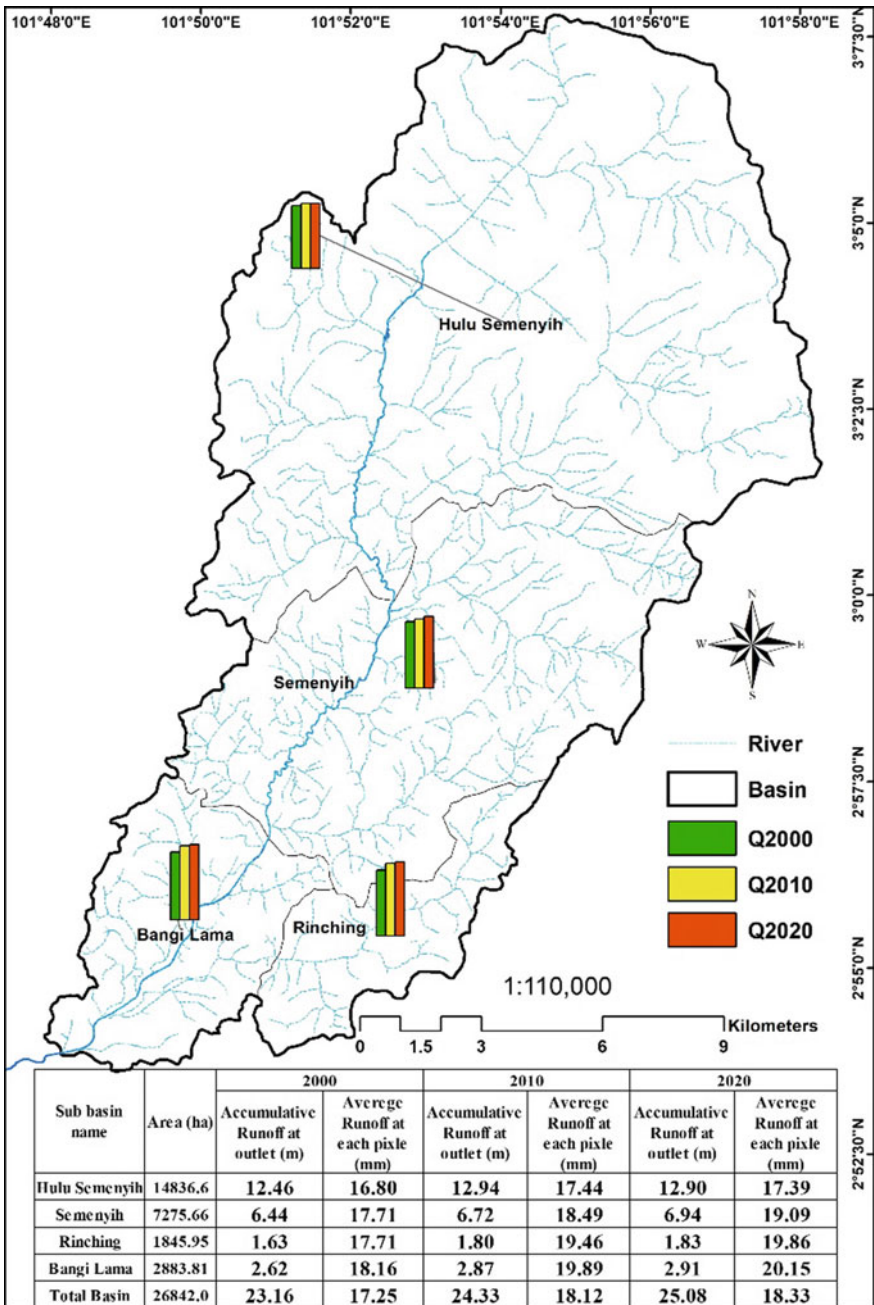 101°48'0"E 101°50'0"E 101°52'0"E 101°54'0"E 101°56'0"E 101°58'0"E
3°7'30"N
3°5'0"N
Hulu Semenyih
3°2'30"N
3°0'0"N
N
W E
S
Semenyih
River
Basin
2°57'30"N
Q2000
Q2010
Q2020
Rinching
Bangi Lama
2°55'0"N
1:110,000
Kilometers
0 1.5 3 6 9
2°52'30"N
2000 2010 2020
Sub basin name Area (ha) Accumulative Runoff at outlet (m) Averege Runoff at each pixle (mm) Accumulative Runoff at outlet (m) Averege Runoff at each pixle (mm) Accumulative Runoff at outlet (m) Averege Runoff at each pixle (mm)
Hulu Semenyih 14836.6 12.46 16.80 12.94 17.44 12.90 17.39
Semenyih 7275.66 6.44 17.71 6.72 18.49 6.94 19.09
Rinching 1845.95 1.63 17.71 1.80 19.46 1.83 19.86
Bangi Lama 2883.81 2.62 18.16 2.87 19.89 2.91 20.15
Total Basin 26842.0 23.16 17.25 24.33 18.12 25.08 18.33